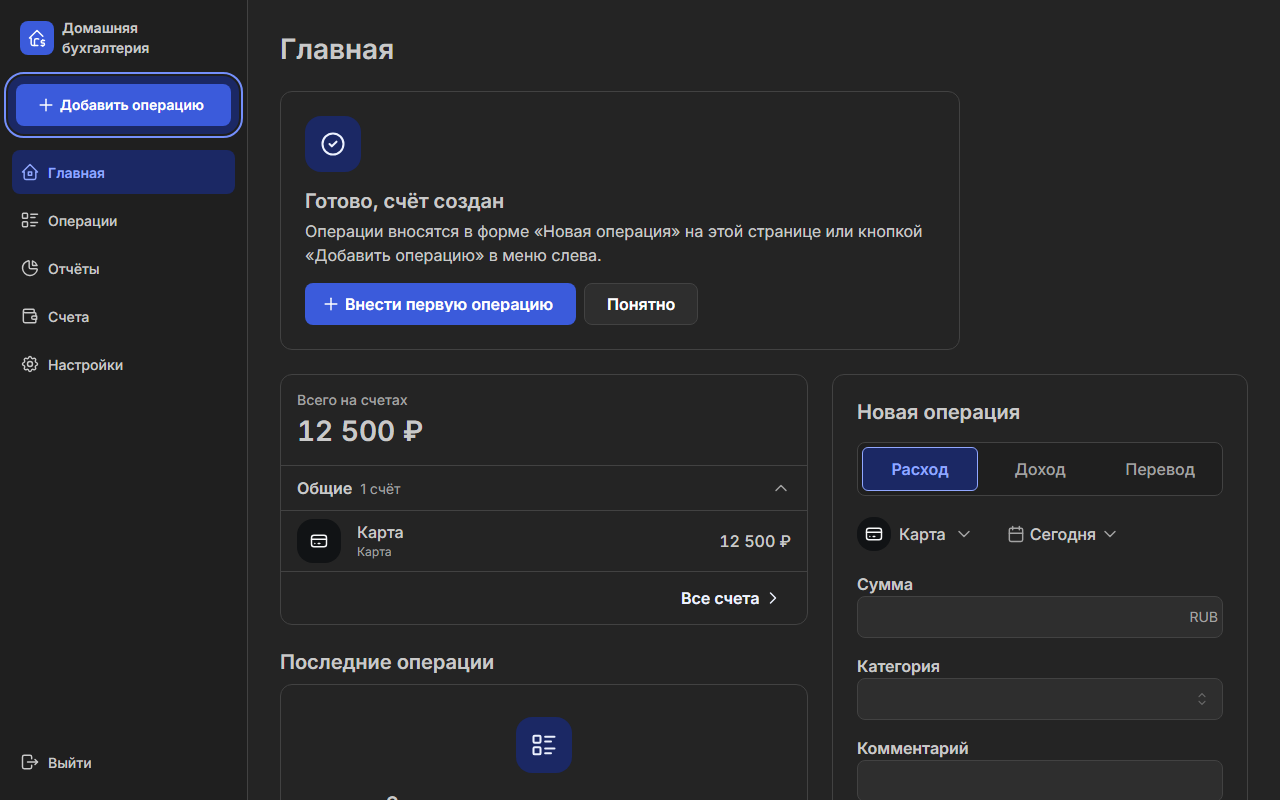 Домашняя
бухгалтерия
Добавить операцию
Главная
Операции
Отчёты
Счета
Настройки
Выйти
Главная
Готово, счёт создан
Операции вносятся в форме «Новая операция» на этой странице или кнопкой
«Добавить операцию» в меню слева.
Внести первую операцию
Понятно
Всего на счетах
12 500 ₽
Общие 1 счёт
Карта
Карта
12 500 ₽
Все счета
Последние операции
Новая операция
Расход
Доход
Перевод
Карта
Сегодня
Сумма
RUB
Категория
Комментарий